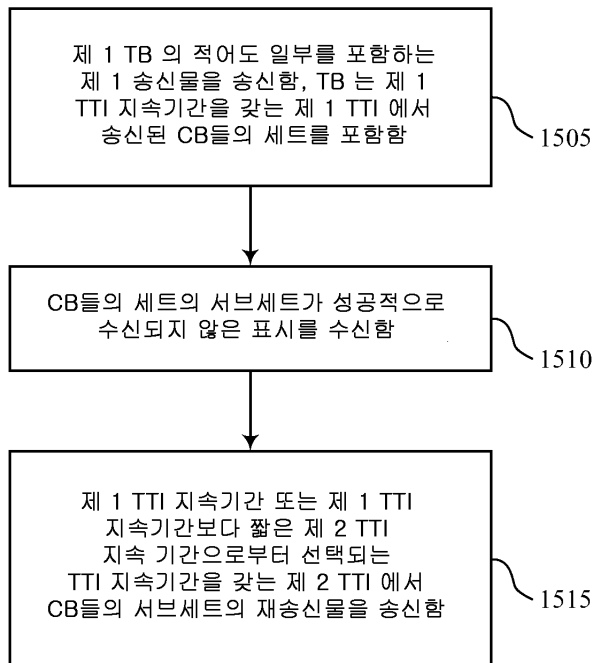 제 1 TB 의 적어도 일부를 포함하는
제 1 송신물을 송신함, TB 는 제 1
TTI 지속기간을 갖는 제 1 TTI 에서
송신된 CB들의 세트를 포함함
1505
CB들의 세트의 서브세트가 성공적으로
수신되지 않은 표시를 수신함
1510
제 1 TTI 지속기간 또는 제 1 TTI
지속기간보다 짧은 제 2 TTI
지속 기간으로부터 선택되는
TTI 지속기간을 갖는 제 2 TTI 에서
CB들의 서브세트의 재송신물을 송신함
1515